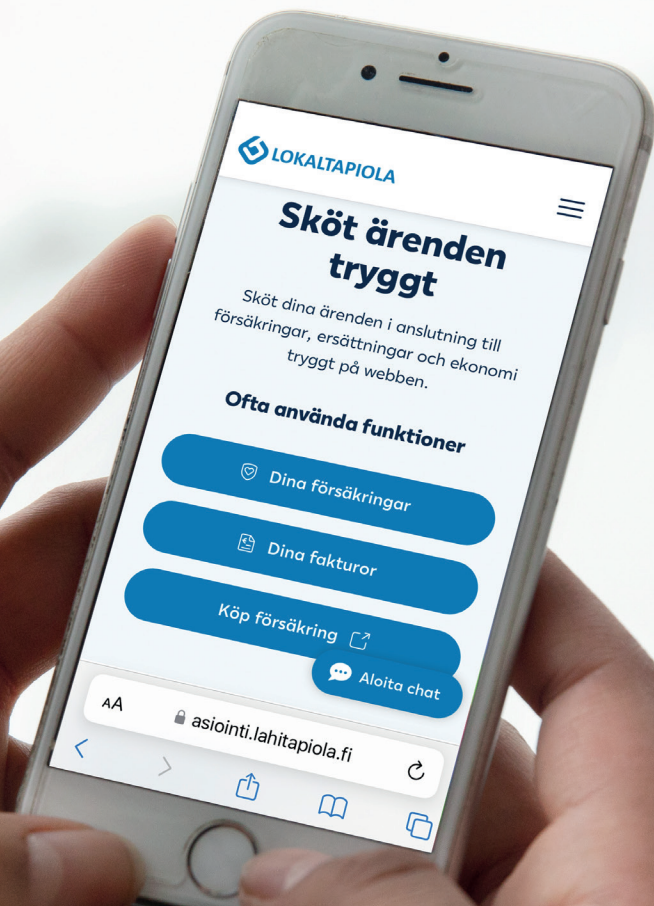 LOKALTAPIOLA
Sköt ärenden
tryggt
Sköt dina ärenden i anslutning till
försäkringar, ersättningar och ekonomi
tryggt på webben.
Ofta använda funktioner
Dina försäkringar
Dina fakturor
Köp försäkring
Aloita chat
AA asiointi.lahitapiola.fi